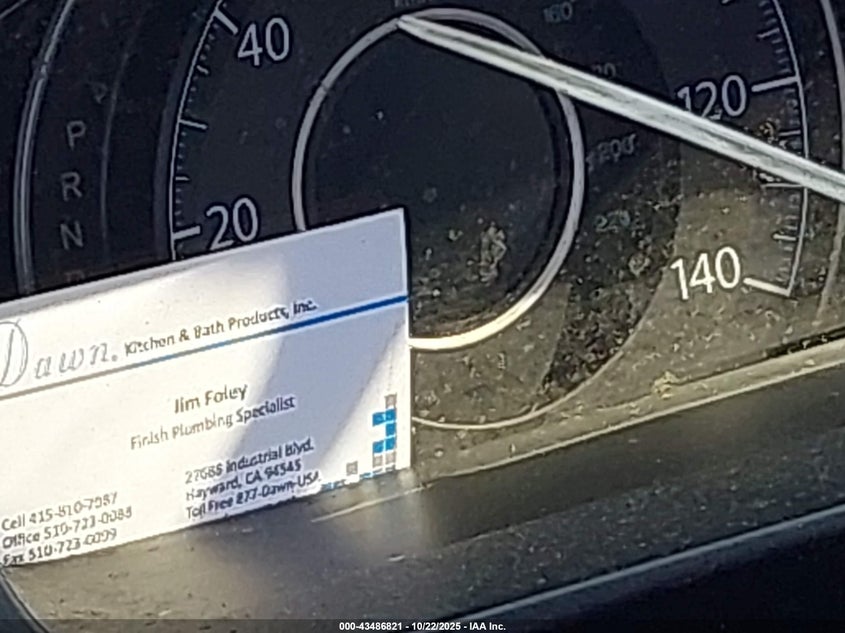 40
120
20
140
P
R
N
Dawn. Kitchen & Bath Products, Inc.
Jim Foley
Finish Plumbing Specialist
Industrial Blvd.
Hayward, CA 94545
Toll Free 877-Dawn-USA
Cell 415-810-7987
Office 510-723-0088
Fax 510-723-0099
000-43486821 - 10/22/2025 - IAA Inc.